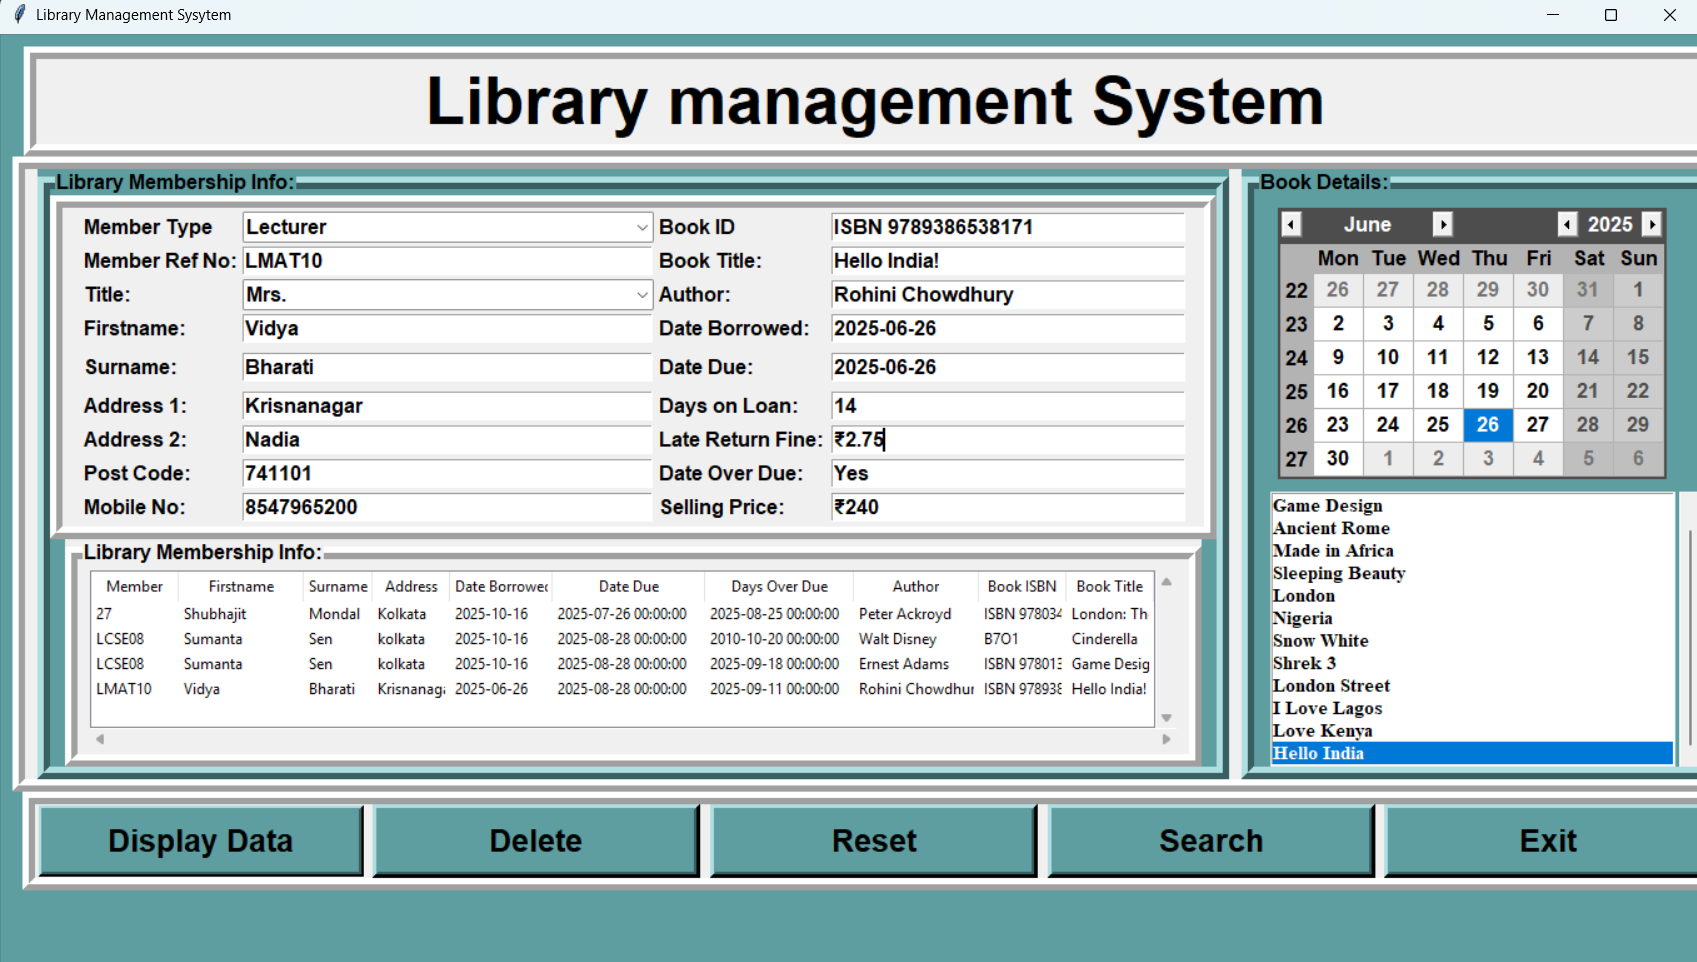 Library Management Sysytem
Library management System
Library Membership Info:
Member Type Lecturer Book ID ISBN 9789386538171
Member Ref No: LMAT10 Book Title: Hello India!
Title: Mrs. Author: Rohini Chowdhury
Firstname: Vidya Date Borrowed: 2025-06-26
Surname: Bharati Date Due: 2025-06-26
Address 1: Krisnanagar Days on Loan: 14
Address 2: Nadia Late Return Fine: ₹2.75
Post Code: 741101 Date Over Due: Yes
Mobile No: 8547965200 Selling Price: ₹240
Library Membership Info:
Member Firstname Surname Address Date Borrowed Date Due Days Over Due Author Book ISBN Book Title
27 Shubhajit Mondal Kolkata 2025-10-16 2025-07-26 00:00:00 2025-08-25 00:00:00 Peter Ackroyd ISBN 978034 London: Th
LCSE08 Sumanta Sen kolkata 2025-10-16 2025-08-28 00:00:00 2010-10-20 00:00:00 Walt Disney B7O1 Cinderella
LCSE08 Sumanta Sen kolkata 2025-10-16 2025-08-28 00:00:00 2025-09-18 00:00:00 Ernest Adams ISBN 978013 Game Desig
LMAT10 Vidya Bharati Krisnanaga 2025-06-26 2025-08-28 00:00:00 2025-09-11 00:00:00 Rohini Chowdhur ISBN 978938 Hello India!
Book Details:
June 2025
Mon Tue Wed Thu Fri Sat Sun
22 26 27 28 29 30 31 1
23 2 3 4 5 6 7 8
24 9 10 11 12 13 14 15
25 16 17 18 19 20 21 22
26 23 24 25 26 27 28 29
27 30 1 2 3 4 5 6
Game Design
Ancient Rome
Made in Africa
Sleeping Beauty
London
Nigeria
Snow White
Shrek 3
London Street
I Love Lagos
Love Kenya
Hello India
Display Data Delete Reset Search Exit